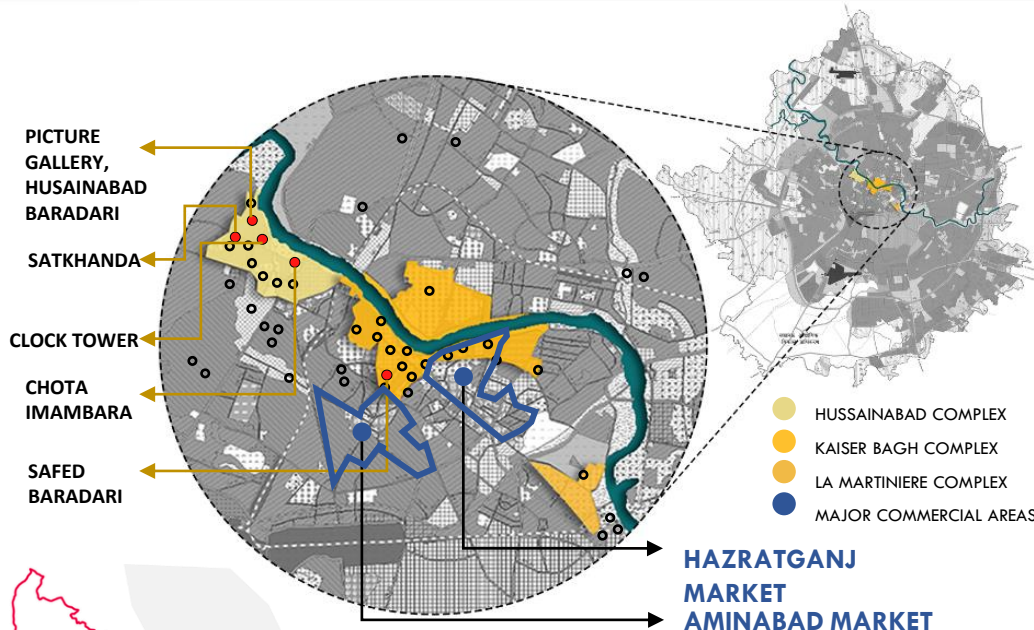 PICTURE
GALLERY,
HUSAINABAD
BARADARI
SATKHANDA
CLOCK TOWER
CHOTA
IMAMBARA
SAFED
BARADARI
HUSSAINABAD COMPLEX
KAISER BAGH COMPLEX
LA MARTINIERE COMPLEX
MAJOR COMMERCIAL AREAS
HAZRATGANJ
MARKET
AMINABAD MARKET